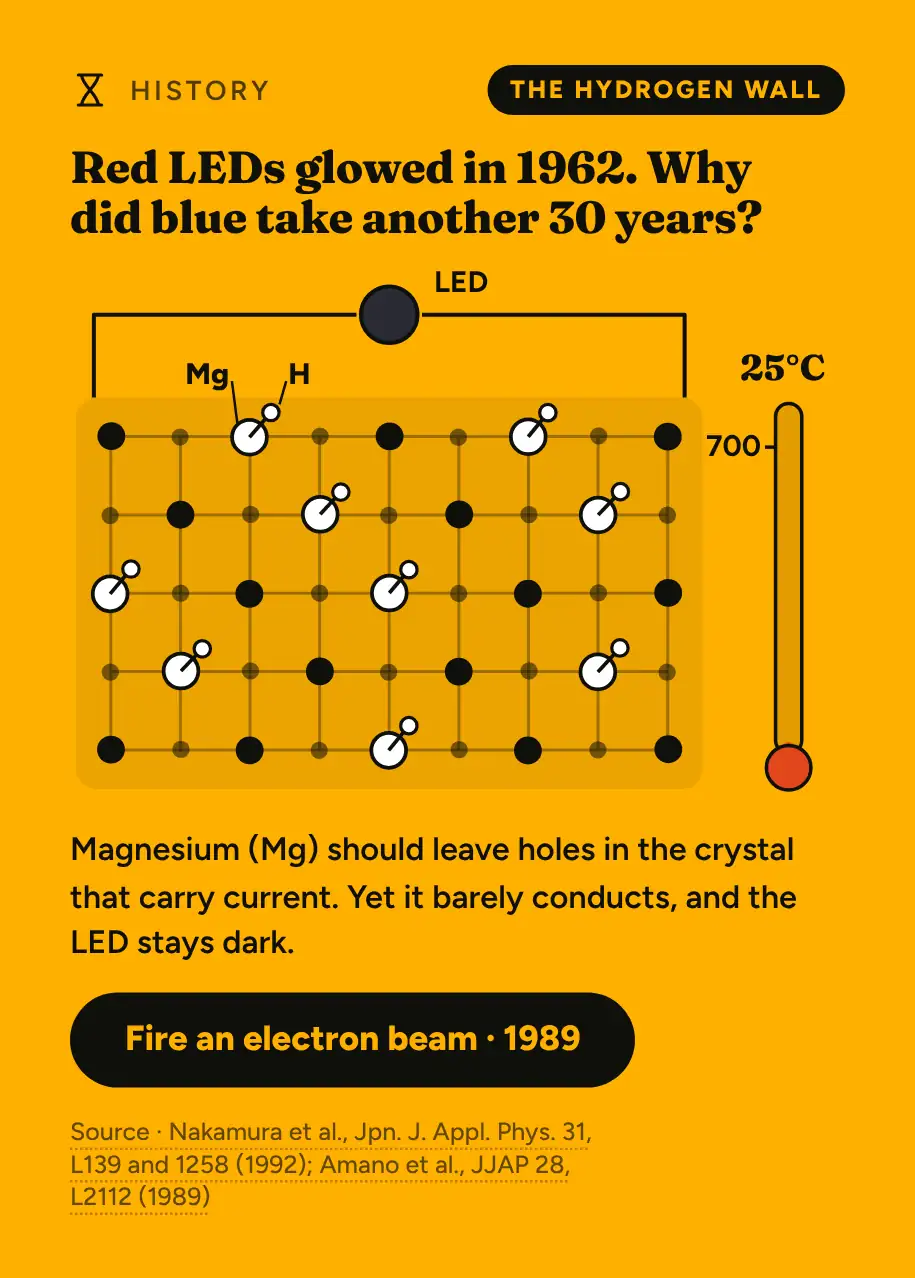 HISTORY
THE HYDROGEN WALL
Red LEDs glowed in 1962. Why
did blue take another 30 years?
LED
Mg
H
25°C
700
Magnesium (Mg) should leave holes in the crystal
that carry current. Yet it barely conducts, and the
LED stays dark.
Fire an electron beam · 1989
Source · Nakamura et al., Jpn. J. Appl. Phys. 31,
L139 and 1258 (1992); Amano et al., JJAP 28,
L2112 (1989)